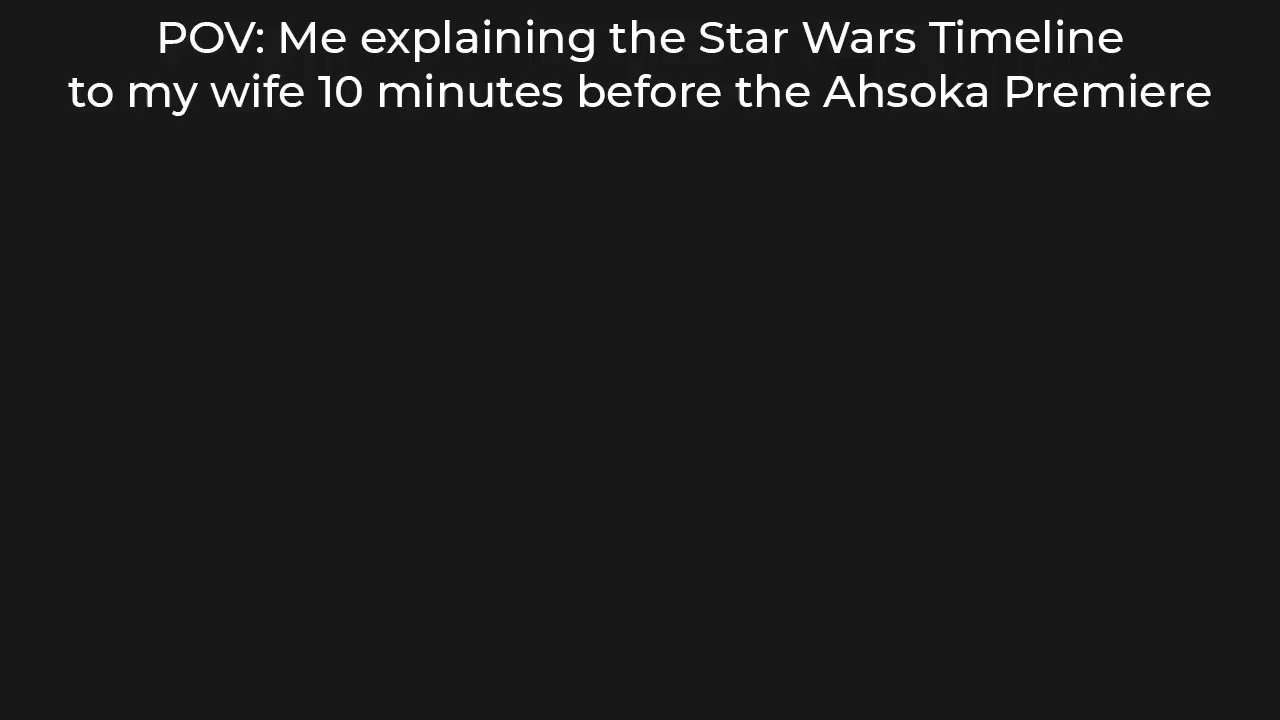 POV: Me explaining the Star Wars Timeline
to my wife 10 minutes before the Ahsoka Premiere